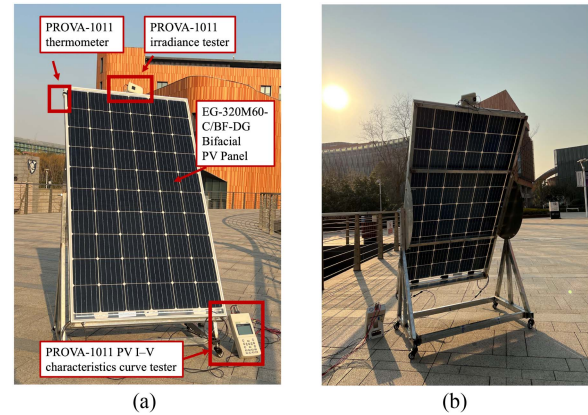 PROVA-1011
thermometer
PROVA-1011
irradiance tester
EG-320M60-
C/BF-DG
Bifacial
PV Panel
PROVA-1011 PV I–V
characteristics curve tester
(a)
(b)